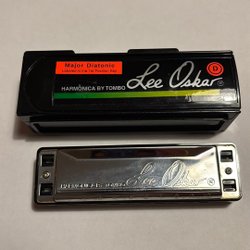 Major Diatonic
D
HARMONICA BY TOMBO
Lee Oskar
Lee Oskar